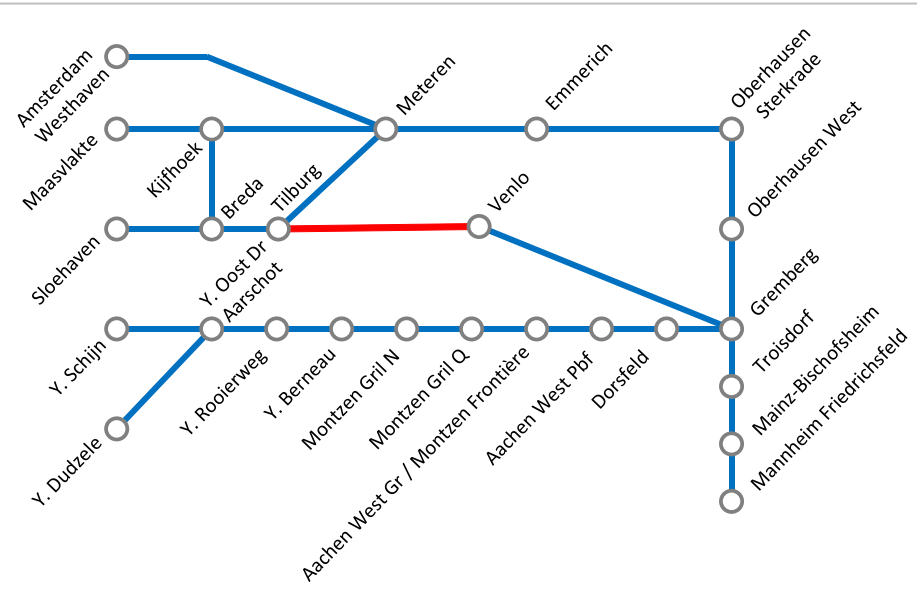 Amsterdam
Westhaven
Maasvlakte
Kijfhoek
Meteren
Emmerich
Oberhausen
Sterkrade
Oberhausen West
Sloehaven
Breda
Tilburg
Venlo
Gremberg
Y. Schijn
Y. Oost Dr
Aarschot
Y. Dudzele
Y. Rooierweg
Y. Berneau
Montzen Gril N
Montzen Gril Q
Aachen West Gr / Montzen Frontière
Aachen West Pbf
Dorsfeld
Troisdorf
Mainz-Bischofsheim
Mannheim Friedrichsfeld